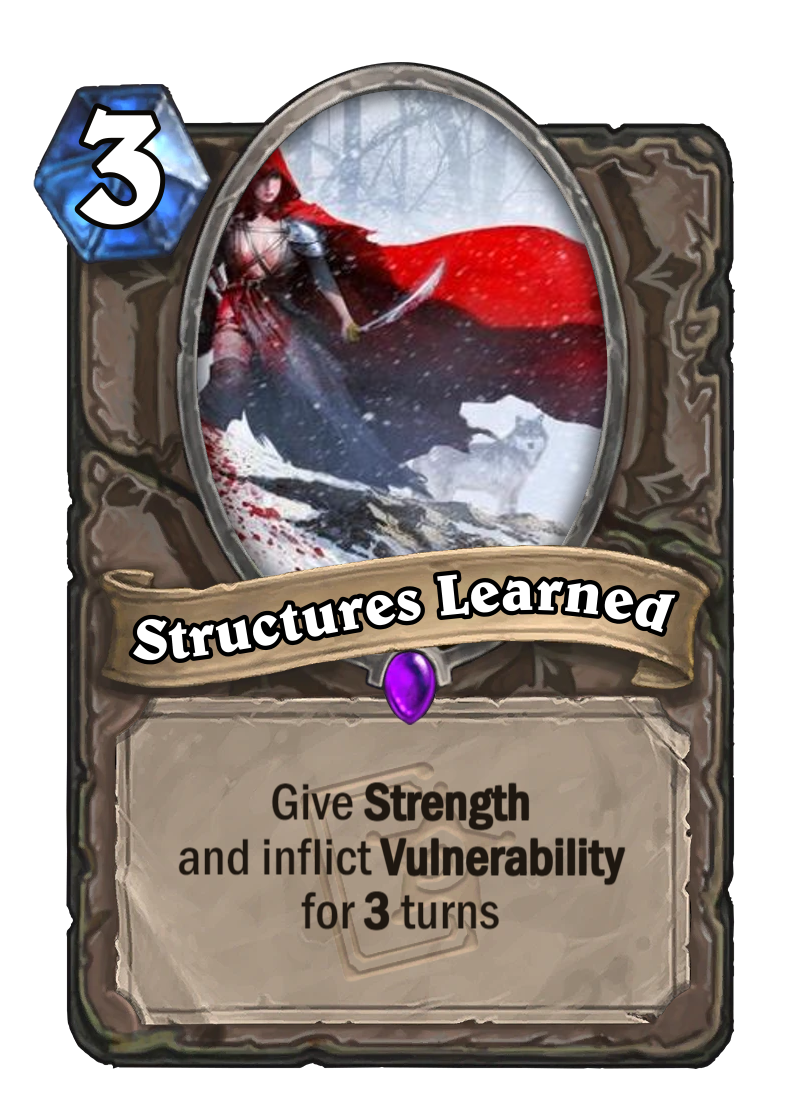 3
Structures Learned
Give Strength
and inflict Vulnerability
for 3 turns